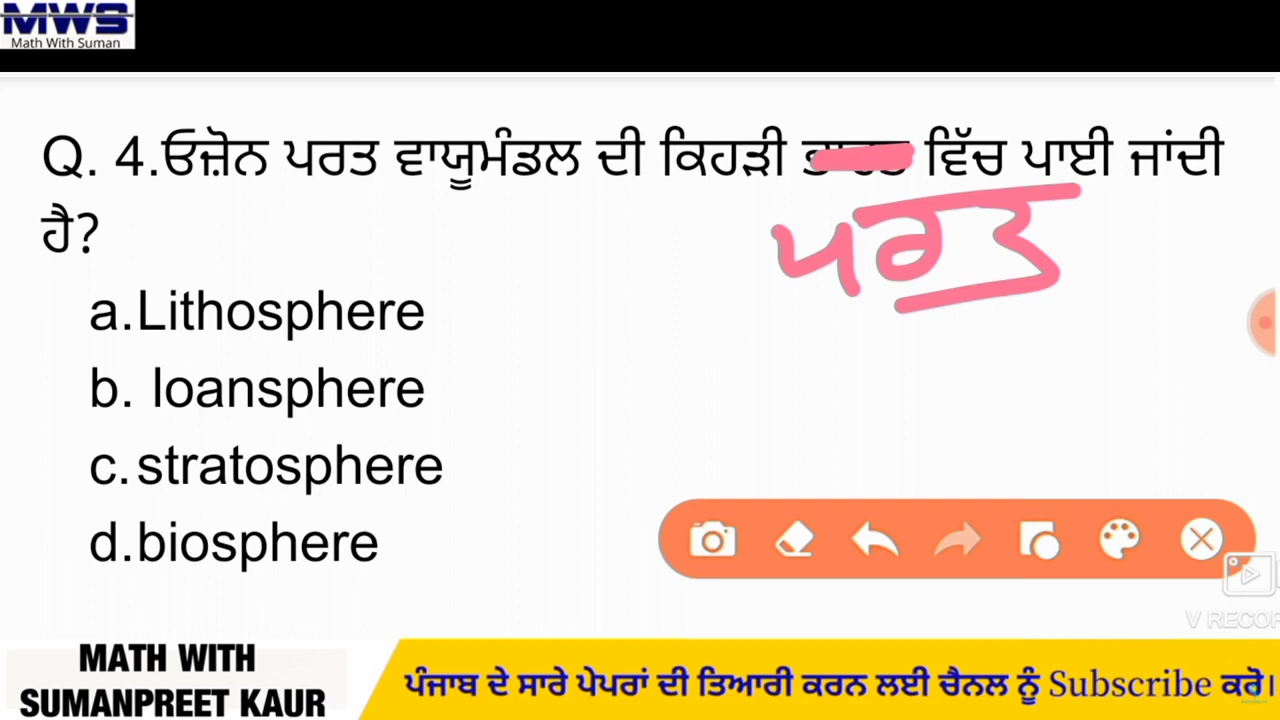 MWS
Math With Suman
Q. 4.ਓਜ਼ੋਨ ਪਰਤ ਵਾਯੂਮੰਡਲ ਦੀ ਕਿਹੜੀ ਵਿੱਚ ਪਾਈ ਜਾਂਦੀ
ਪਰਤ
ਹੈ?
a.Lithosphere
b. Ioansphere
c.stratosphere
d.biosphere
V RECOR
MATH WITH
SUMANPREET KAUR
ਪੰਜਾਬ ਦੇ ਸਾਰੇ ਪੇਪਰਾਂ ਦੀ ਤਿਆਰੀ ਕਰਨ ਲਈ ਚੈਨਲ ਨੂੰ Subscribe ਕਰੋ।